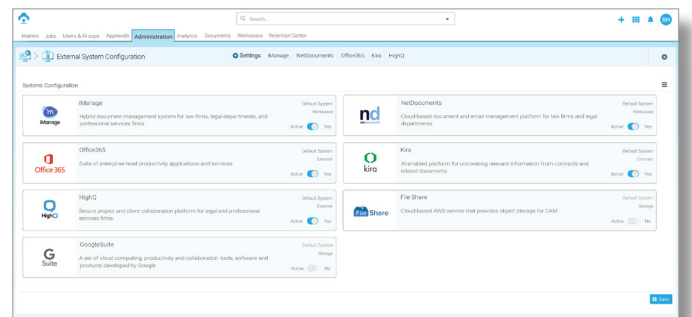 Search...
BH
Matters Jobs Users & Groups Approvals Administration Analytics Documents Workspace Retention Center
External System Configuration
Settings iManage NetDocuments Office365 Kira HighQ
Systems Configuration
iManage
iManage
Default System
Workspace
Hybrid document management system for law firms, legal departments, and
professional services firms.
Active Yes
nd
NetDocuments
Default System
Workspace
Cloud-based document and email management platform for law firms and legal
departments.
Active Yes
Office 365
Office365
Default System
Extranet
Suite of enterprise-level productivity applications and services
Active Yes
kira
Kira
Default System
Contract
AI-enabled platform for uncovering relevant information from contracts and
related documents.
Active Yes
HighQ
HighQ
Default System
Extranet
Secure project and client collaboration platform for legal and professional
services firms.
Active Yes
File Share
File Share
Default System
Storage
Cloud-based AWS service that provides object storage for CAM.
Active No
G Suite
GoogleSuite
Default System
Storage
A set of cloud computing, productivity and collaboration tools, software and
products developed by Google
Active No
Save